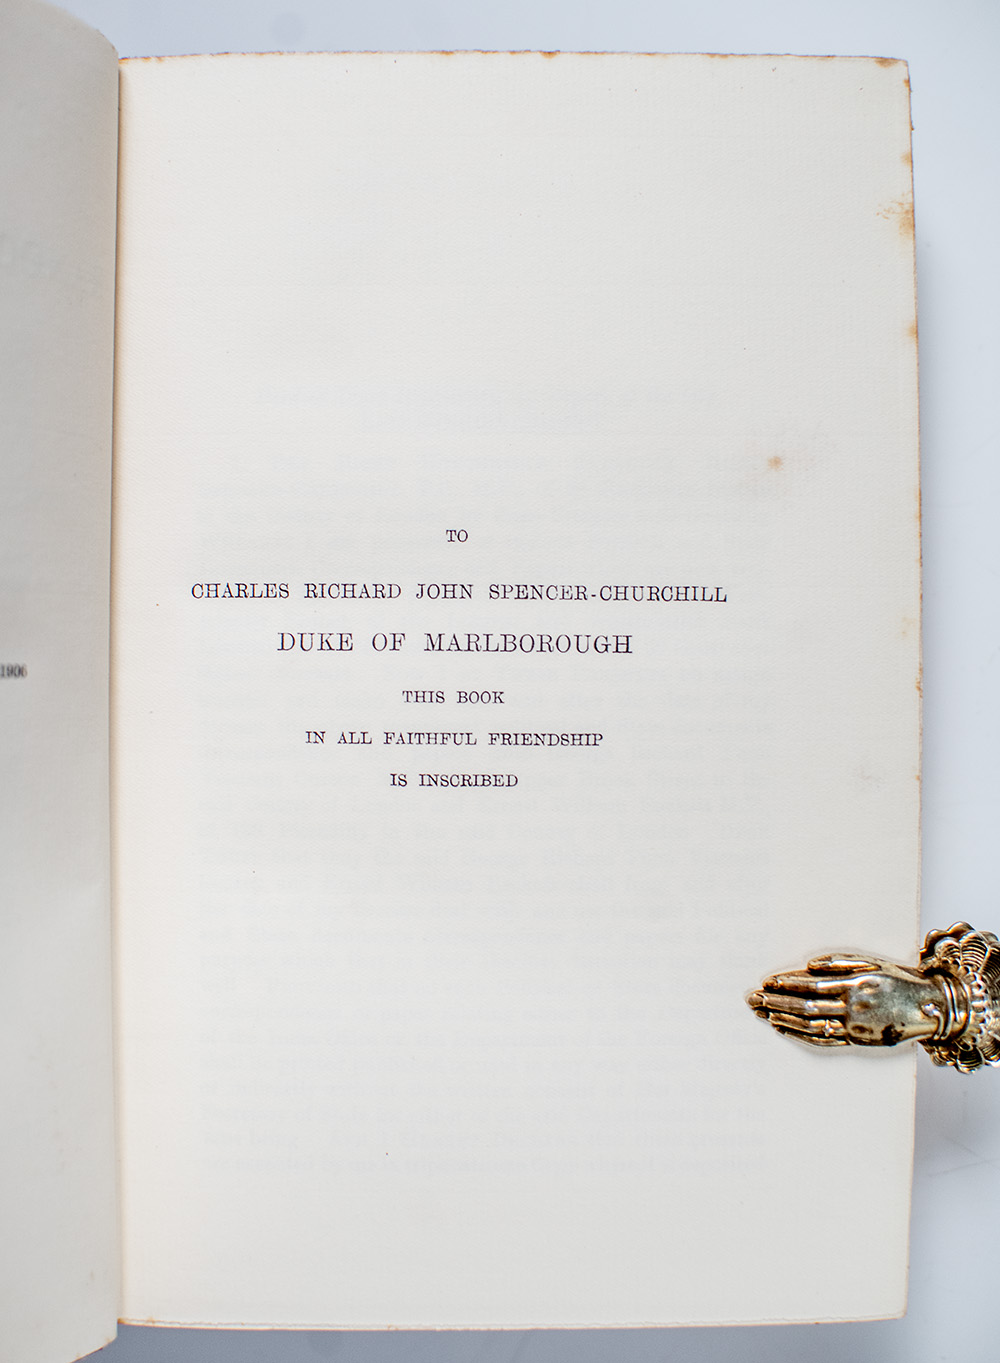 1906
TO
CHARLES RICHARD JOHN SPENCER-CHURCHILL
DUKE OF MARLBOROUGH
THIS BOOK
IN ALL FAITHFUL FRIENDSHIP
IS INSCRIBED